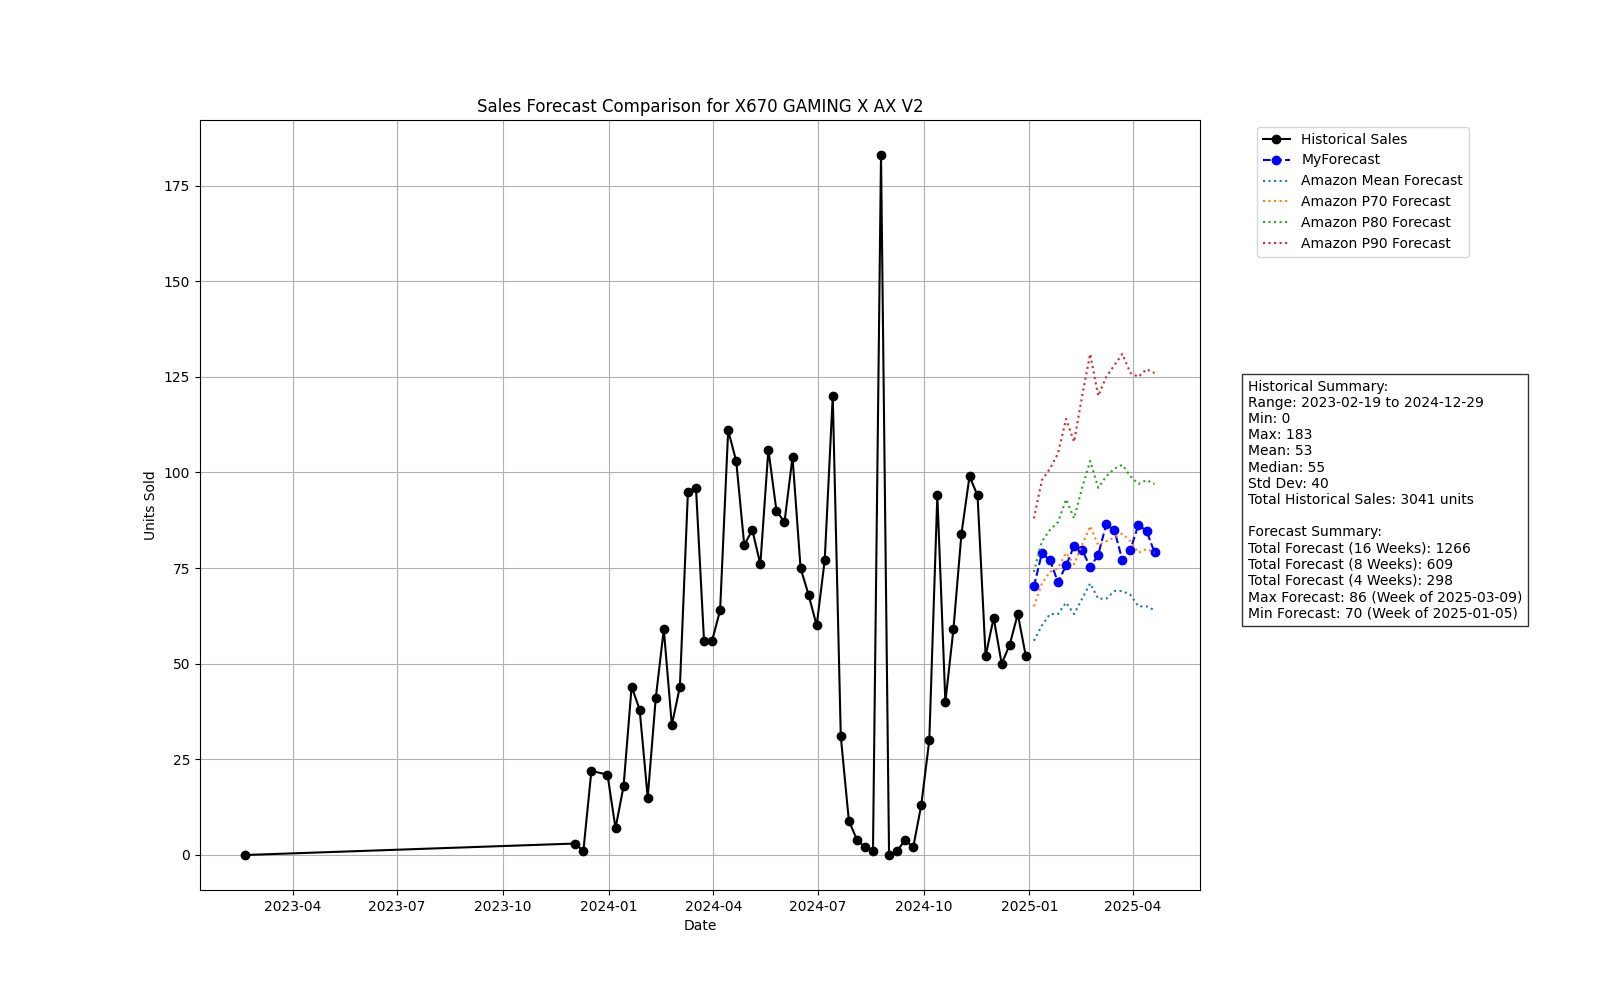 Sales Forecast Comparison for X670 GAMING X AX V2
Historical Sales
MyForecast
Amazon Mean Forecast
Amazon P70 Forecast
Amazon P80 Forecast
Amazon P90 Forecast
175
150
125
100
75
50
25
0
Units Sold
2023-04
2023-07
2023-10
2024-01
2024-04
2024-07
2024-10
2025-01
2025-04
Date
Historical Summary:
Range: 2023-02-19 to 2024-12-29
Min: 0
Max: 183
Mean: 53
Median: 55
Std Dev: 40
Total Historical Sales: 3041 units
Forecast Summary:
Total Forecast (16 Weeks): 1266
Total Forecast (8 Weeks): 609
Total Forecast (4 Weeks): 298
Max Forecast: 86 (Week of 2025-03-09)
Min Forecast: 70 (Week of 2025-01-05)